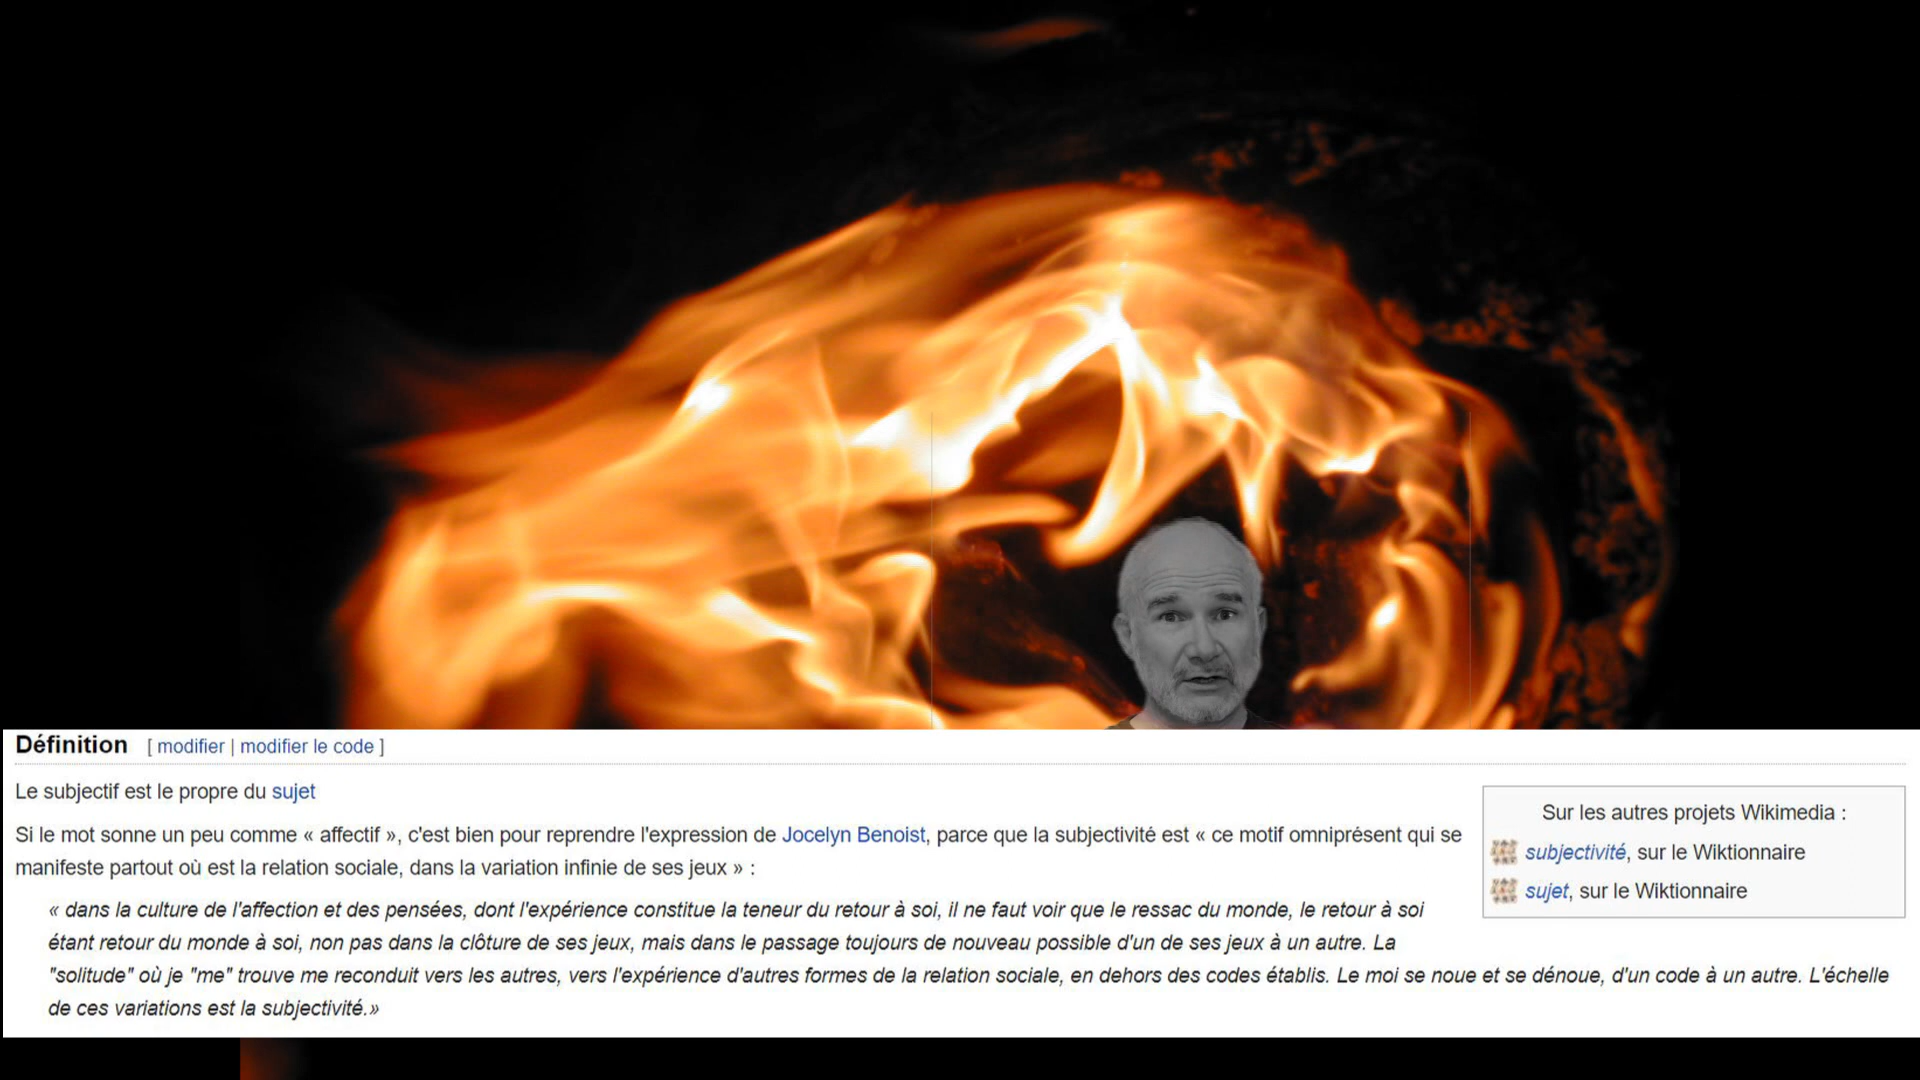 Définition [ modifier | modifier le code ]
Le subjectif est le propre du sujet
Si le mot sonne un peu comme « affectif », c'est bien pour reprendre l'expression de Jocelyn Benoist, parce que la subjectivité est « ce motif omniprésent qui se
manifeste partout où est la relation sociale, dans la variation infinie de ses jeux » :
« dans la culture de l'affection et des pensées, dont l'expérience constitue la teneur du retour à soi, il ne faut voir que le ressac du monde, le retour à soi
étant retour du monde à soi, non pas dans la clôture de ses jeux, mais dans le passage toujours de nouveau possible d'un de ses jeux à un autre. La
"solitude" où je "me" trouve me reconduit vers les autres, vers l'expérience d'autres formes de la relation sociale, en dehors des codes établis. Le moi se noue et se dénoue, d'un code à un autre. L'échelle
de ces variations est la subjectivité.»
Sur les autres projets Wikimedia :
subjectivité, sur le Wiktionnaire
sujet, sur le Wiktionnaire